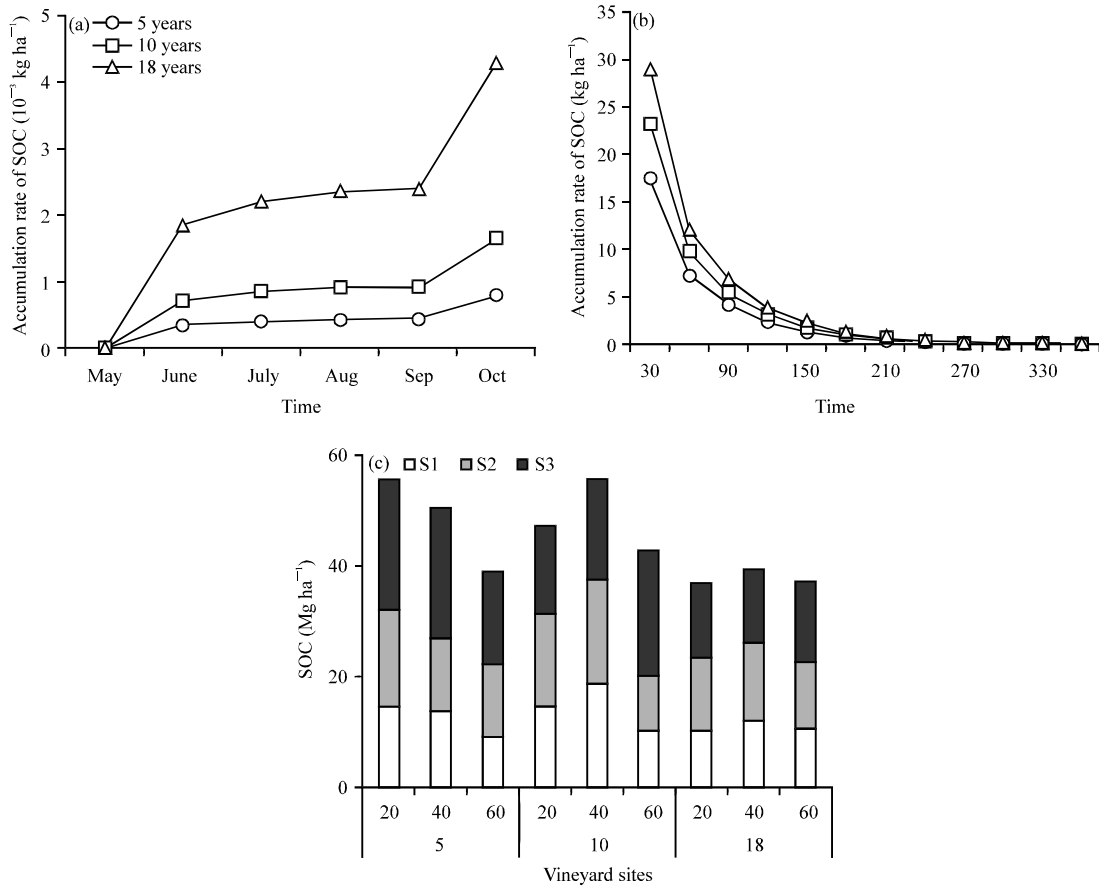 (a)
5 years
10 years
18 years
Accumulation rate of SOC (10⁻³ kg ha⁻¹)
5
4
3
2
1
0
May June July Aug Sep Oct
Time
(b)
Accumulation rate of SOC (kg ha⁻¹)
35
30
25
20
15
10
5
0
30 90 150 210 270 330
Time
(c) S1 S2 S3
SOC (Mg ha⁻¹)
60
40
20
0
20 40 60 20 40 60 20 40 60
5 10 18
Vineyard sites